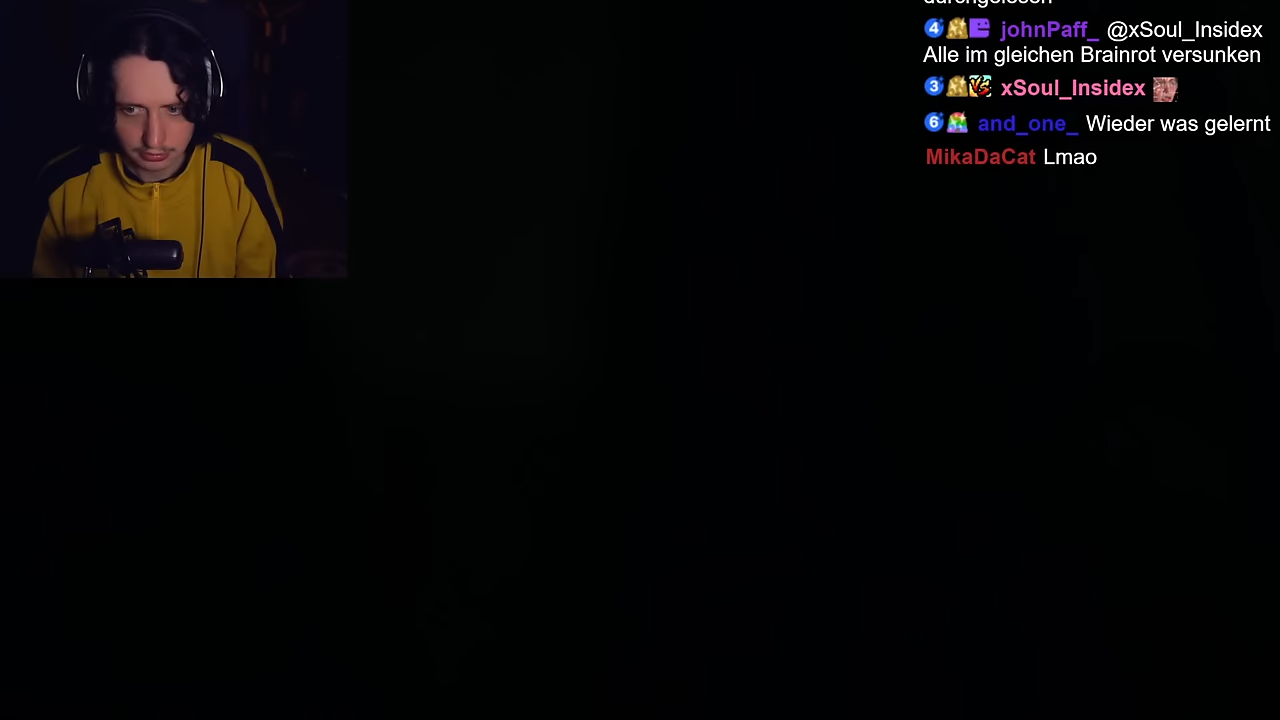 johnPaff_ @xSoul_Insidex
Alle im gleichen Brainrot versunken
xSoul_Insidex
and_one_ Wieder was gelernt
MikaDaCat Lmao